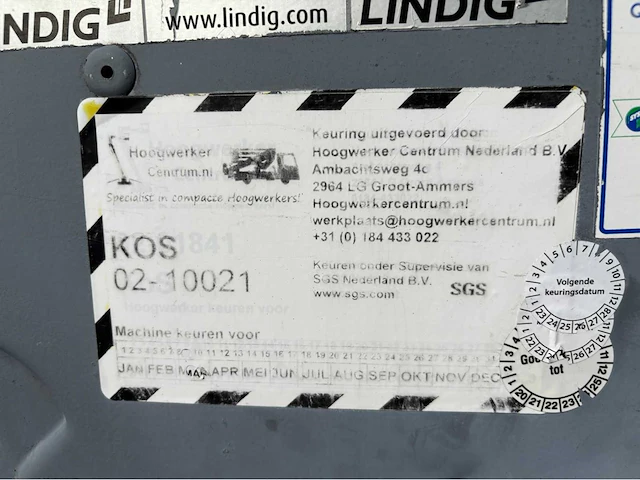 NDIG
www.lindig.com
LINDIG
Hoogwerker
Centrum.nl
Specialist in compacte Hoogwerkers!
Keuring uitgevoerd door:
Hoogwerker Centrum Nederland B.V.
Ambachtsweg 4c
2964 LG Groot-Ammers
Hoogwerkercentrum.nl
werkplaats@hoogwerkercentrum.nl
+31 (0) 184 433 022
KOS
02-10021
Keuren onder Supervisie van
SGS Nederland B.V.
www.sgs.com
SGS
Machine keuren voor
JAN FEB APR MEI JUN JUL AUG SEP OKT NOV DEC
Volgende
keuringsdatum
tot